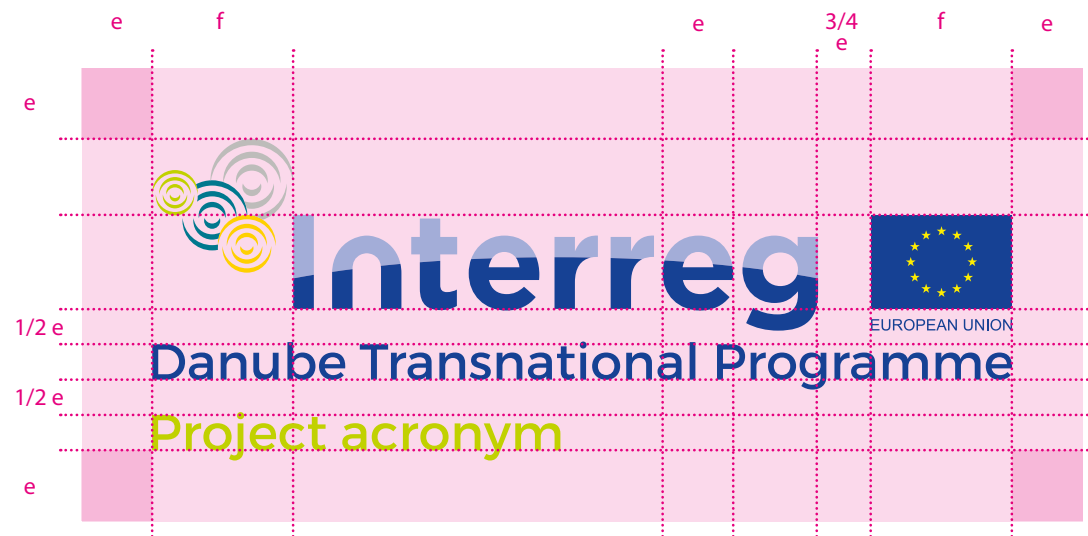 e f e 3/4 e f e
e
Interreg
EUROPEAN UNION
1/2 e
Danube Transnational Programme
1/2 e
Project acronym
e